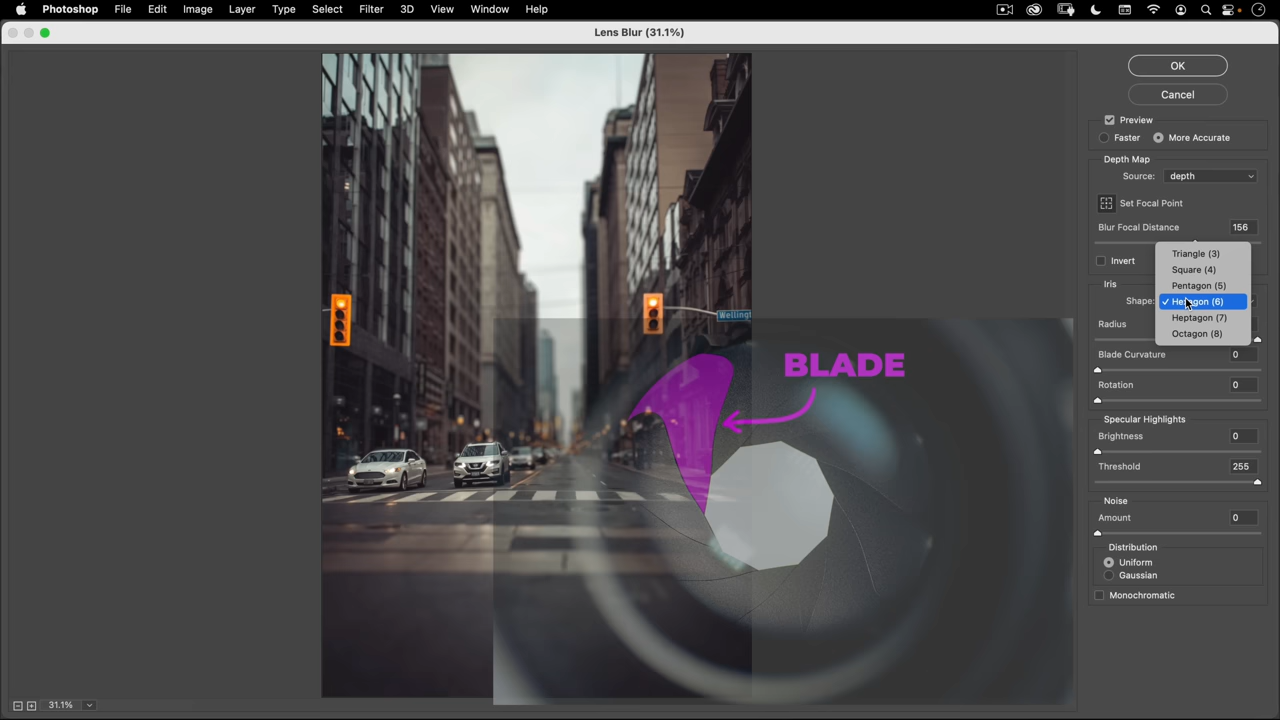 Photoshop File Edit Image Layer Type Select Filter 3D View Window Help
Lens Blur (31.1%)
OK
Cancel
Preview
Faster More Accurate
Depth Map
Source: depth
Set Focal Point
Blur Focal Distance 156
Invert
Triangle (3)
Square (4)
Pentagon (5)
Hexagon (6)
Heptagon (7)
Octagon (8)
Iris
Shape:
Radius
Blade Curvature 0
Rotation 0
Specular Highlights
Brightness 0
Threshold 255
Noise
Amount 0
Distribution
Uniform
Gaussian
Monochromatic
Wellingt
BLADE
31.1%